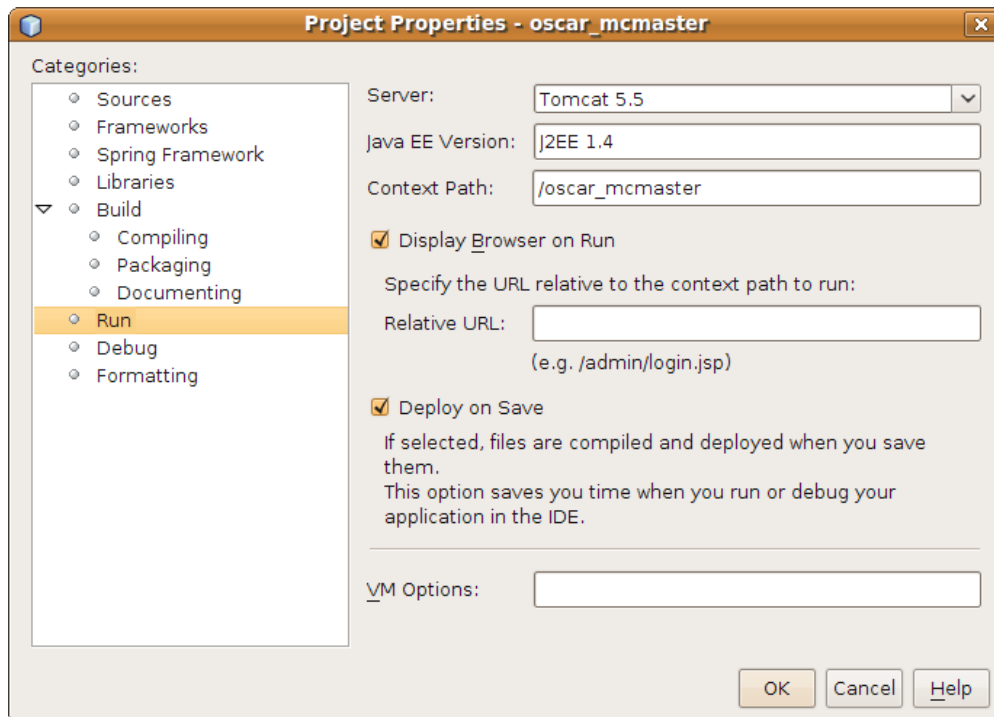 Project Properties - oscar_mcmaster
Categories:
Sources
Frameworks
Spring Framework
Libraries
Build
Compiling
Packaging
Documenting
Run
Debug
Formatting
Server: Tomcat 5.5
Java EE Version: J2EE 1.4
Context Path: /oscar_mcmaster
Display Browser on Run
Specify the URL relative to the context path to run:
Relative URL:
(e.g. /admin/login.jsp)
Deploy on Save
If selected, files are compiled and deployed when you save
them.
This option saves you time when you run or debug your
application in the IDE.
VM Options:
OK Cancel Help